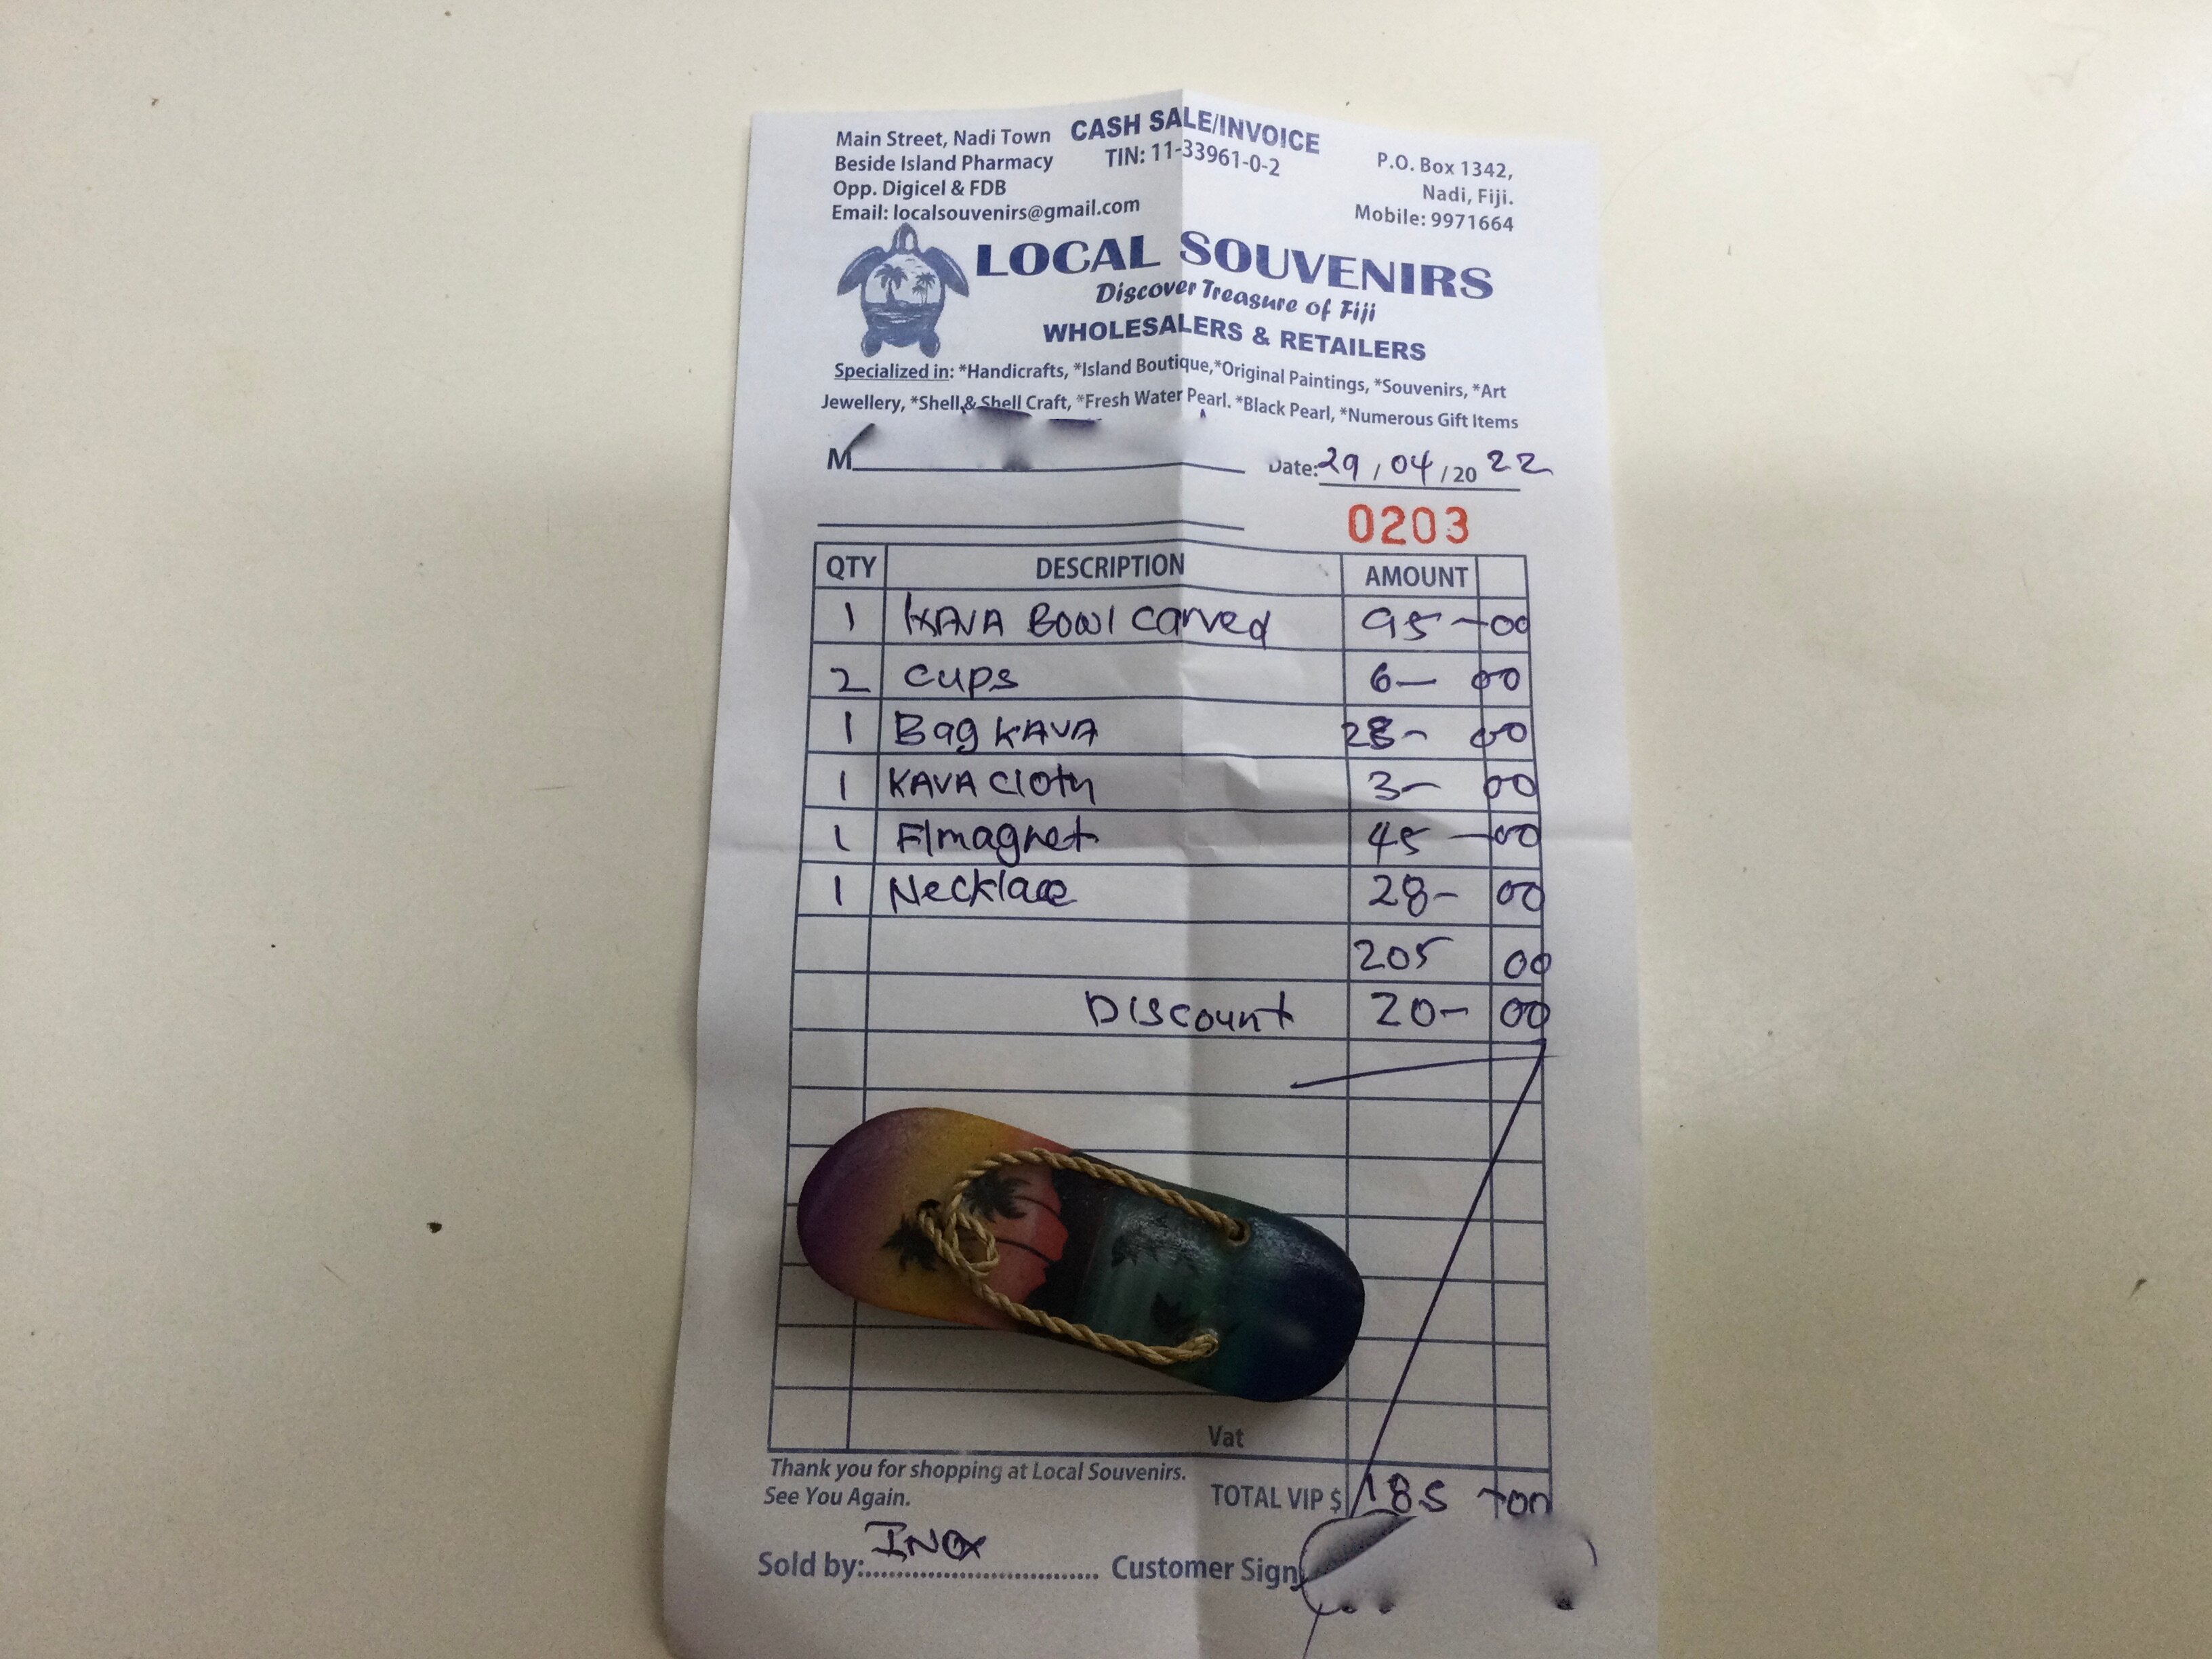 Main Street, Nadi Town
Beside Island Pharmacy
Opp. Digicel & FDB
Email: localsouvenirs@gmail.com
CASH SALE/INVOICE
TIN: 11-33961-0-2
P.O. Box 1342,
Nadi, Fiji.
Mobile: 9971664
LOCAL SOUVENIRS
Discover Treasure of Fiji
WHOLESALERS & RETAILERS
Specialized in: *Handicrafts, *Island Boutique,*Original Paintings, *Souvenirs, *Art
Jewellery, *Shell,& Shell Craft, *Fresh Water Pearl. *Black Pearl, *Numerous Gift Items
M
Date: 29 / 04 / 20 22
0203
QTY DESCRIPTION AMOUNT
1 KAVA BOWl carved 95-00
2 cups 6- 00
1 Bag KAVA 28- 00
1 KAVA Cloth 3- 00
1 F/magnet 45-00
1 Necklace 28- 00
205 00
DIScount 20- 00
Vat
Thank you for shopping at Local Souvenirs.
See You Again.
TOTAL VIP $ 185-00
Sold by: INOX Customer Sign